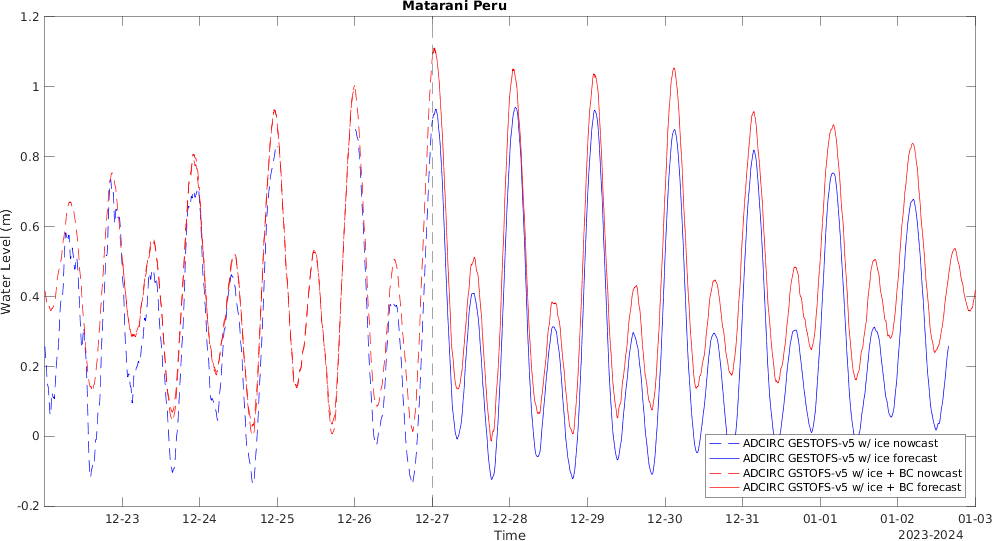 Matarani Peru
1.2
1
0.8
0.6
0.4
0.2
0
-0.2
Water Level (m)
ADCIRC GESTOFS-v5 w/ ice nowcast
ADCIRC GESTOFS-v5 w/ ice forecast
ADCIRC GSTOFS-v5 w/ ice + BC nowcast
ADCIRC GSTOFS-v5 w/ ice + BC forecast
12-23 12-24 12-25 12-26 12-27 12-28 12-29 12-30 12-31 01-01 01-02 01-03
Time
2023-2024